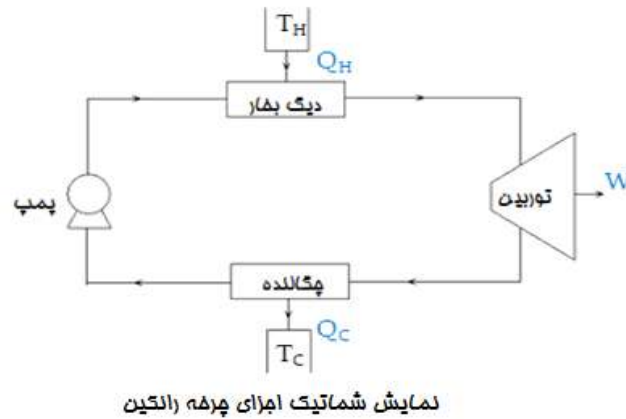 T_H
Q_H
دیگ بخار
توربین
W
پمپ
چگالنده
Q_C
T_C
نمایش شماتیک اجزای چرخه رانکین